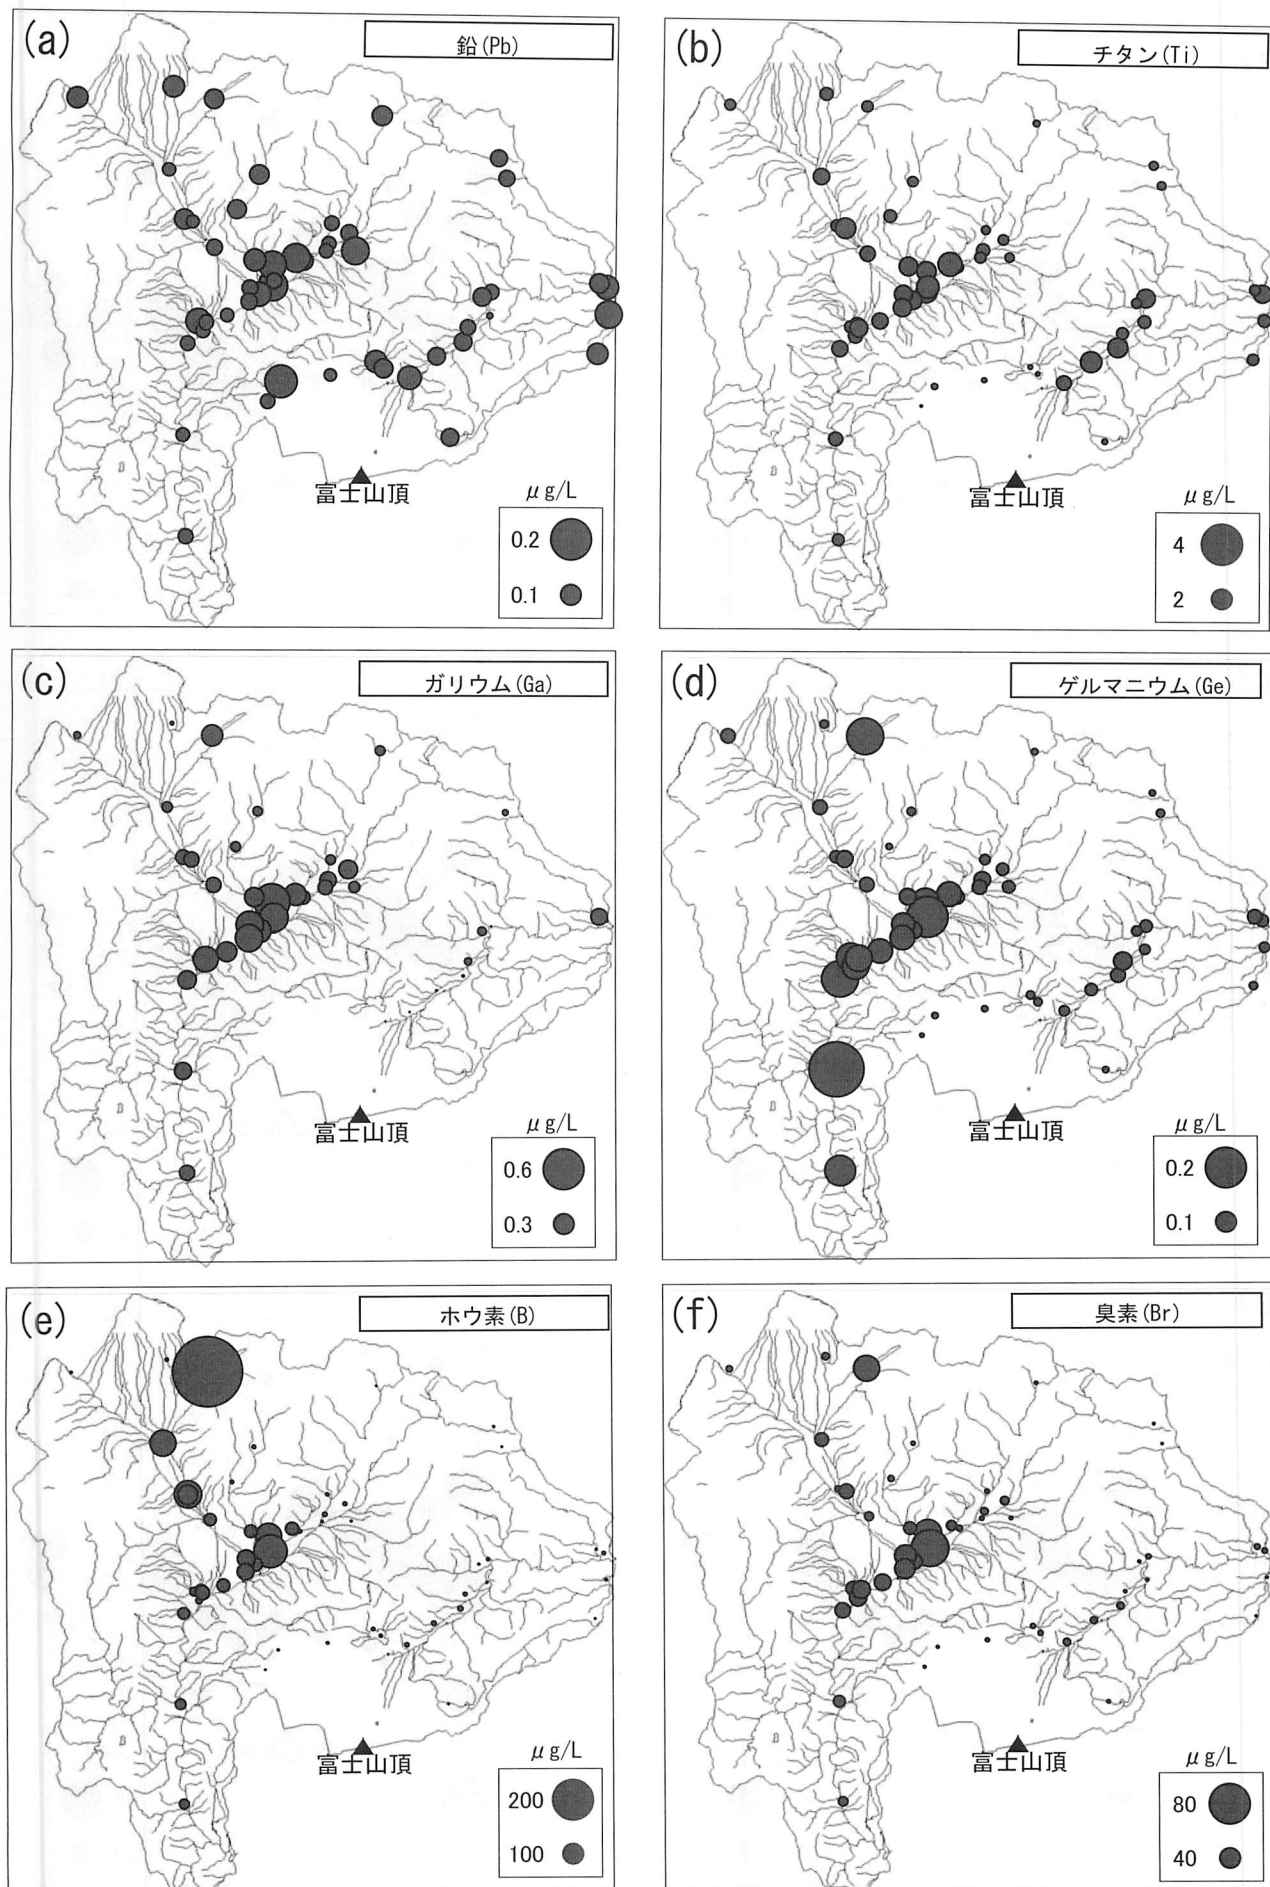 (a)
鉛(Pb)
富士山頂
μg/L
0.2
0.1
(b)
チタン(Ti)
富士山頂
μg/L
4
2
(c)
ガリウム(Ga)
富士山頂
μg/L
0.6
0.3
(d)
ゲルマニウム(Ge)
富士山頂
μg/L
0.2
0.1
(e)
ホウ素(B)
富士山頂
μg/L
200
100
(f)
臭素(Br)
富士山頂
μg/L
80
40